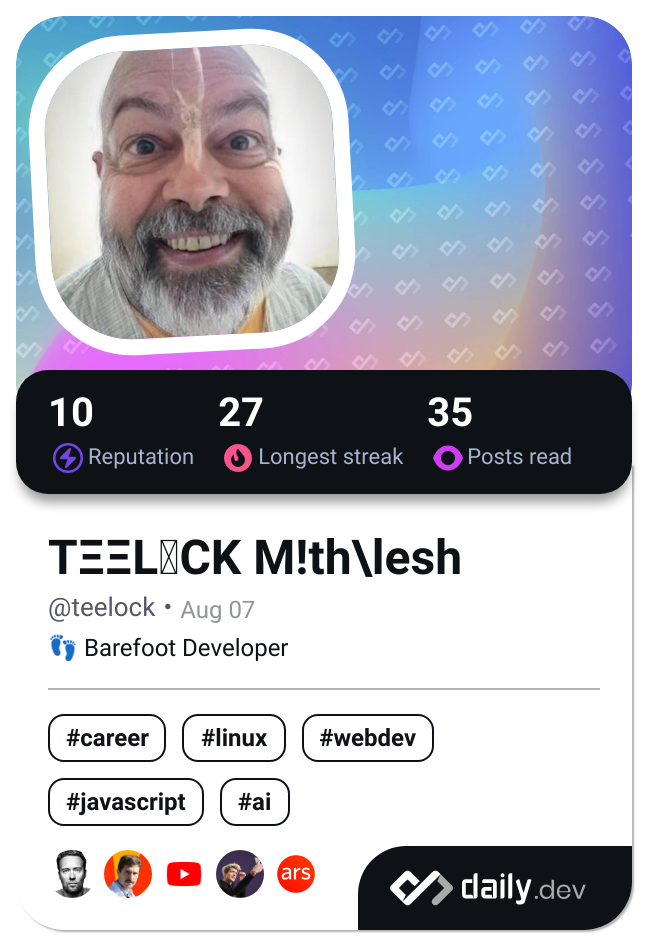 10
27
35
Reputation
Longest streak
Posts read
TΞΞL CK M!th\lesh
@teelock • Aug 07
👣 Barefoot Developer
#career
#linux
#webdev
#javascript
#ai
ars
daily.dev